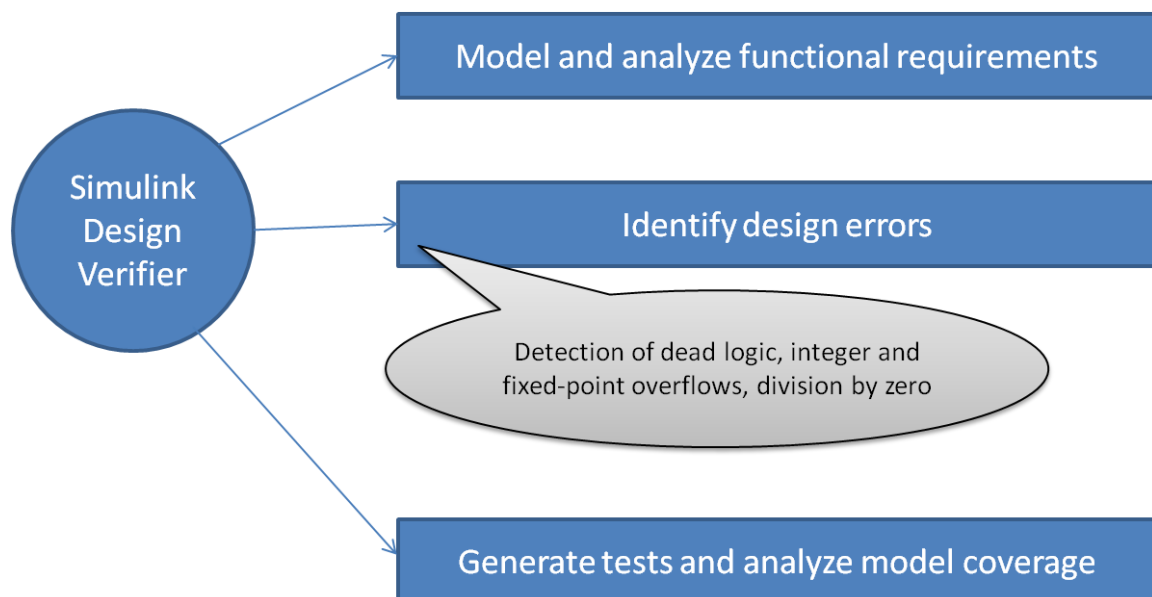 Model and analyze functional requirements
Simulink
Design
Verifier
Identify design errors
Detection of dead logic, integer and
fixed-point overflows, division by zero
Generate tests and analyze model coverage